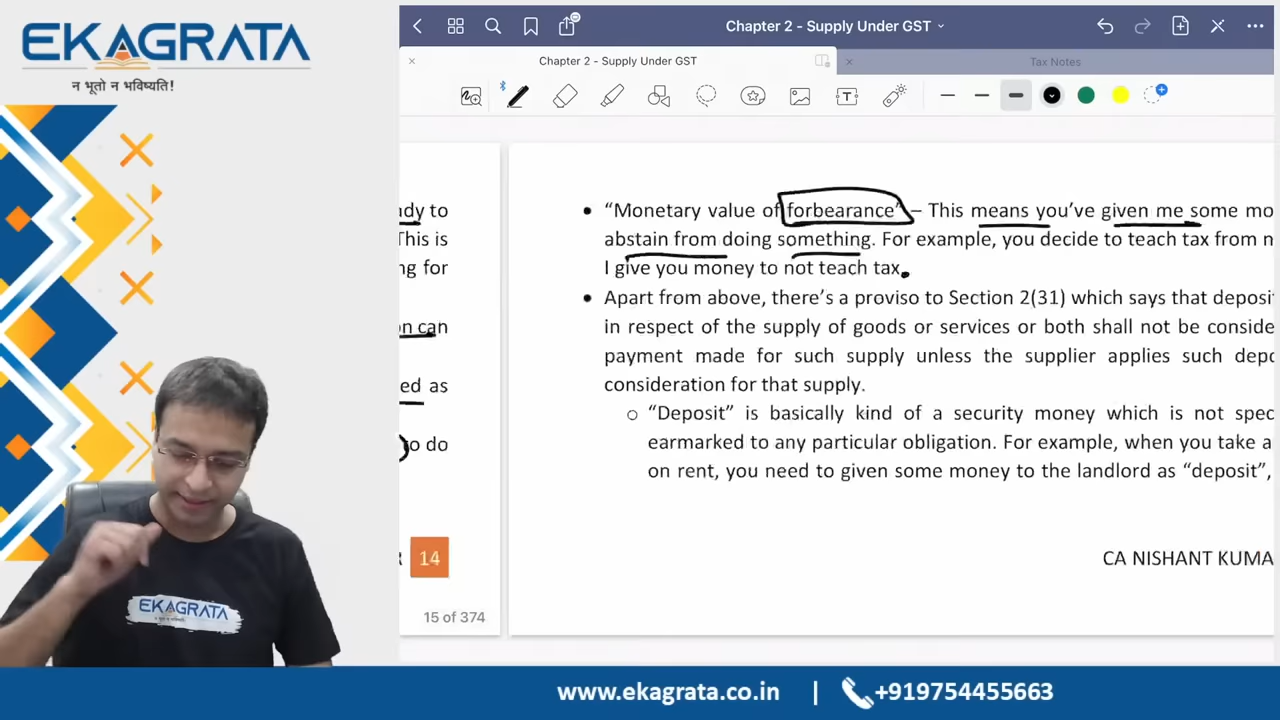 EKAGRATA
न भूतो न भविष्यति!
Chapter 2 - Supply Under GST
Chapter 2 - Supply Under GST
Tax Notes
to
This is
ng for
can
ed as
to do
14
15 of 374
• “Monetary value of forbearance” – This means you’ve given me some mo
abstain from doing something. For example, you decide to teach tax from m
I give you money to not teach tax.
• Apart from above, there’s a proviso to Section 2(31) which says that deposit
in respect of the supply of goods or services or both shall not be conside
payment made for such supply unless the supplier applies such depo
consideration for that supply.
○ “Deposit” is basically kind of a security money which is not spec
earmarked to any particular obligation. For example, when you take a
on rent, you need to given some money to the landlord as “deposit”,
CA NISHANT KUMA
EKAGRATA
www.ekagrata.co.in | +919754455663